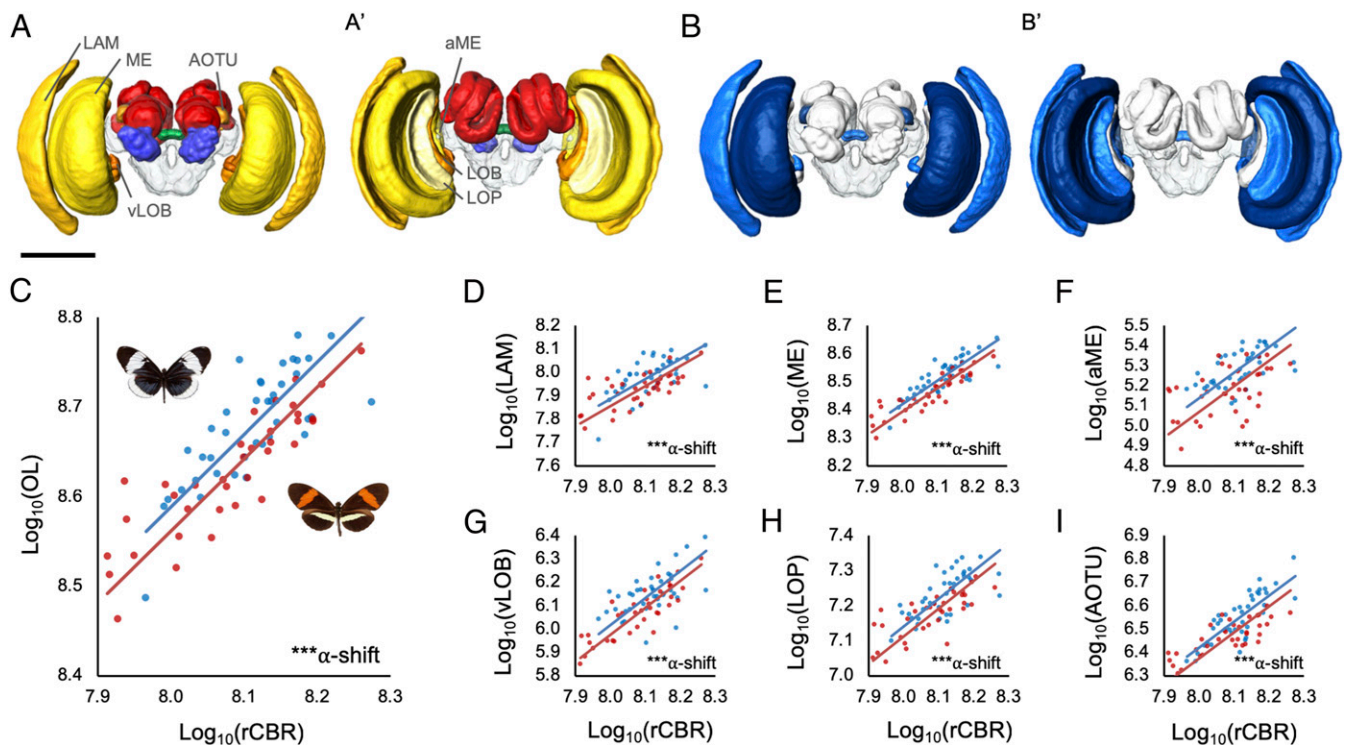 A
A'
B
B'
LAM
ME
AOTU
vLOB
aME
LOB
LOP
C
8.8
8.7
8.6
8.5
8.4
Log10(OL)
7.9 8.0 8.1 8.2 8.3
Log10(rCBR)
***α-shift
D
8.2
8.1
8.0
7.9
7.8
7.7
7.6
Log10(LAM)
***α-shift
7.9 8.0 8.1 8.2 8.3
E
8.7
8.6
8.5
8.4
8.3
8.2
Log10(ME)
***α-shift
7.9 8.0 8.1 8.2 8.3
F
5.5
5.4
5.3
5.2
5.1
5.0
4.9
4.8
Log10(aME)
***α-shift
7.9 8.0 8.1 8.2 8.3
G
6.4
6.3
6.2
6.1
6.0
5.9
5.8
Log10(vLOB)
***α-shift
7.9 8.0 8.1 8.2 8.3
Log10(rCBR)
H
7.4
7.3
7.2
7.1
7.0
Log10(LOP)
***α-shift
7.9 8.0 8.1 8.2 8.3
Log10(rCBR)
I
6.9
6.8
6.7
6.6
6.5
6.4
6.3
Log10(AOTU)
***α-shift
7.9 8.0 8.1 8.2 8.3
Log10(rCBR)